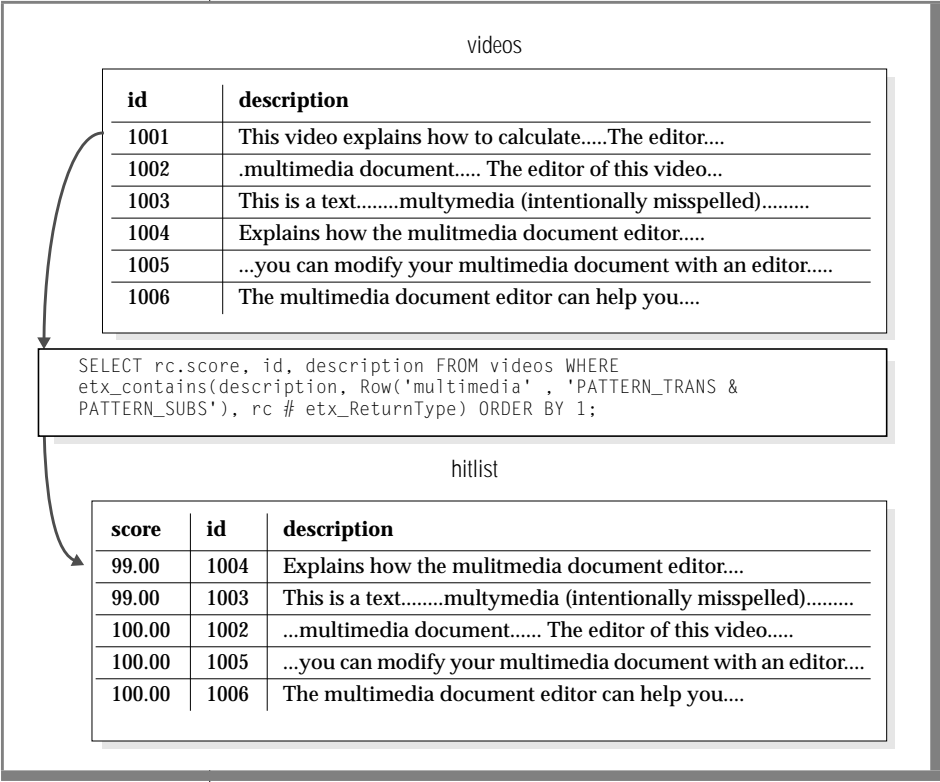 videos
id description
1001 This video explains how to calculate.....The editor....
1002 .multimedia document..... The editor of this video...
1003 This is a text........multymedia (intentionally misspelled).........
1004 Explains how the mulitmedia document editor.....
1005 ...you can modify your multimedia document with an editor.....
1006 The multimedia document editor can help you....
SELECT rc.score, id, description FROM videos WHERE
etx_contains(description, Row('multimedia' , 'PATTERN_TRANS &
PATTERN_SUBS'), rc # etx_ReturnType) ORDER BY 1;
hitlist
score id description
99.00 1004 Explains how the mulitmedia document editor....
99.00 1003 This is a text........multymedia (intentionally misspelled).........
100.00 1002 ...multimedia document...... The editor of this video.....
100.00 1005 ...you can modify your multimedia document with an editor....
100.00 1006 The multimedia document editor can help you....